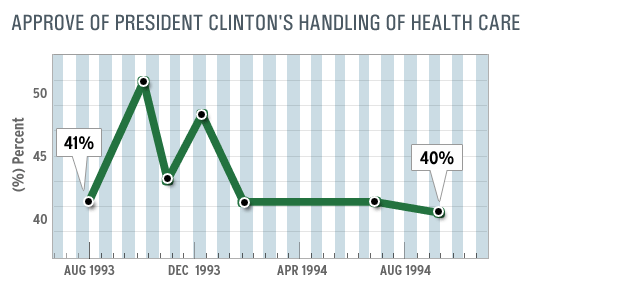 APPROVE OF PRESIDENT CLINTON'S HANDLING OF HEALTH CARE
(%) Percent
50
45
40
41%
40%
AUG 1993 DEC 1993 APR 1994 AUG 1994